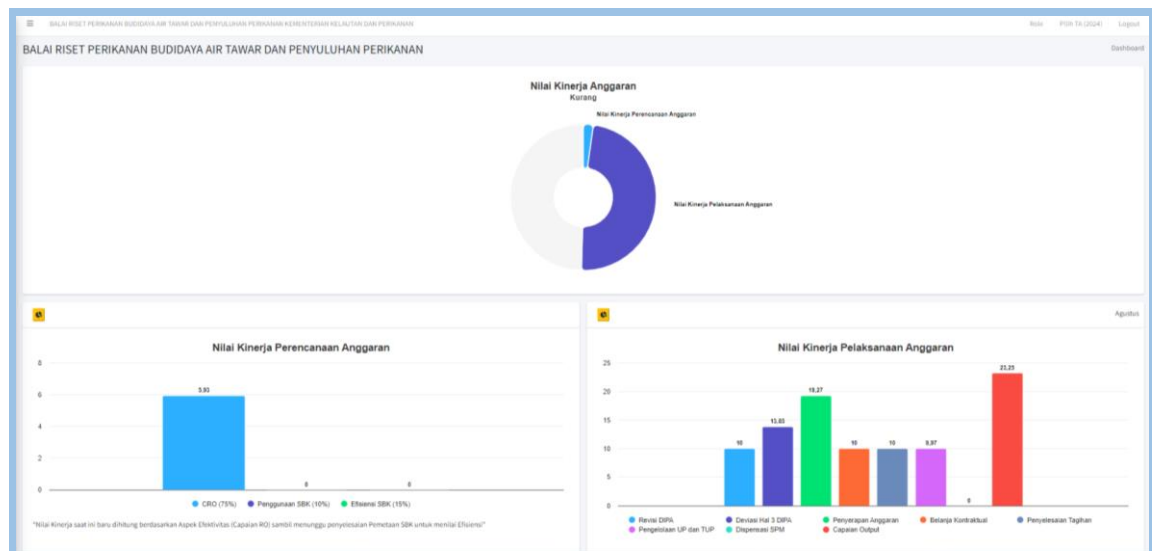 BALAI RISET PERIKANAN BUDIDAYA AIR TAWAR DAN PENYULUHAN PERIKANAN KEMENTERIAN KELAUTAN DAN PERIKANAN
Role
Logout
BALAI RISET PERIKANAN BUDIDAYA AIR TAWAR DAN PENYULUHAN PERIKANAN
Dashboard
Nilai Kinerja Anggaran
Kurang
Nilai Kinerja Perencanaan Anggaran
Nilai Kinerja Pelaksanaan Anggaran
Agustus
Nilai Kinerja Perencanaan Anggaran
8
6
4
2
0
5.93
0
0
CRO (75%) Penggunaan SBK (10%) Efisiensi SBK (15%)
"Nilai Kinerja saat ini baru dihitung berdasarkan Aspek Efektivitas (Capaian RO) sambil menunggu penyelesaian Pemetaan SBK untuk menilai Efisiensi"
Nilai Kinerja Pelaksanaan Anggaran
25
20
15
10
5
0
10
19,27
10
10
9,97
0
23,25
Revisi DIPA Deviasi Hal 3 DIPA Penyerapan Anggaran Belanja Kontraktual Penyelesaian Tagihan
Pengelolaan UP dan TUP Dispensasi SPM Capaian Output